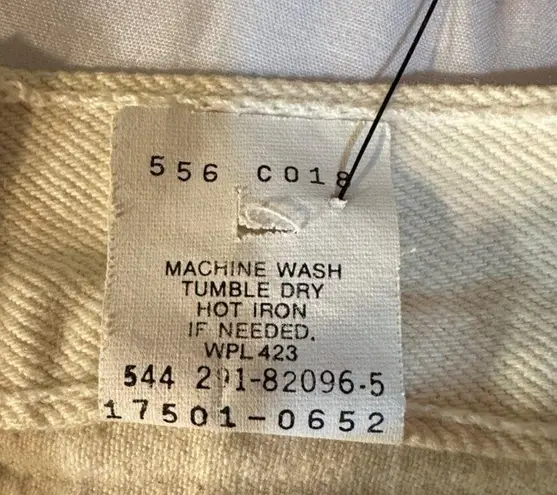 556 C018
MACHINE WASH
TUMBLE DRY
HOT IRON
IF NEEDED.
WPL 423
544 291-82096-5
17501-0652